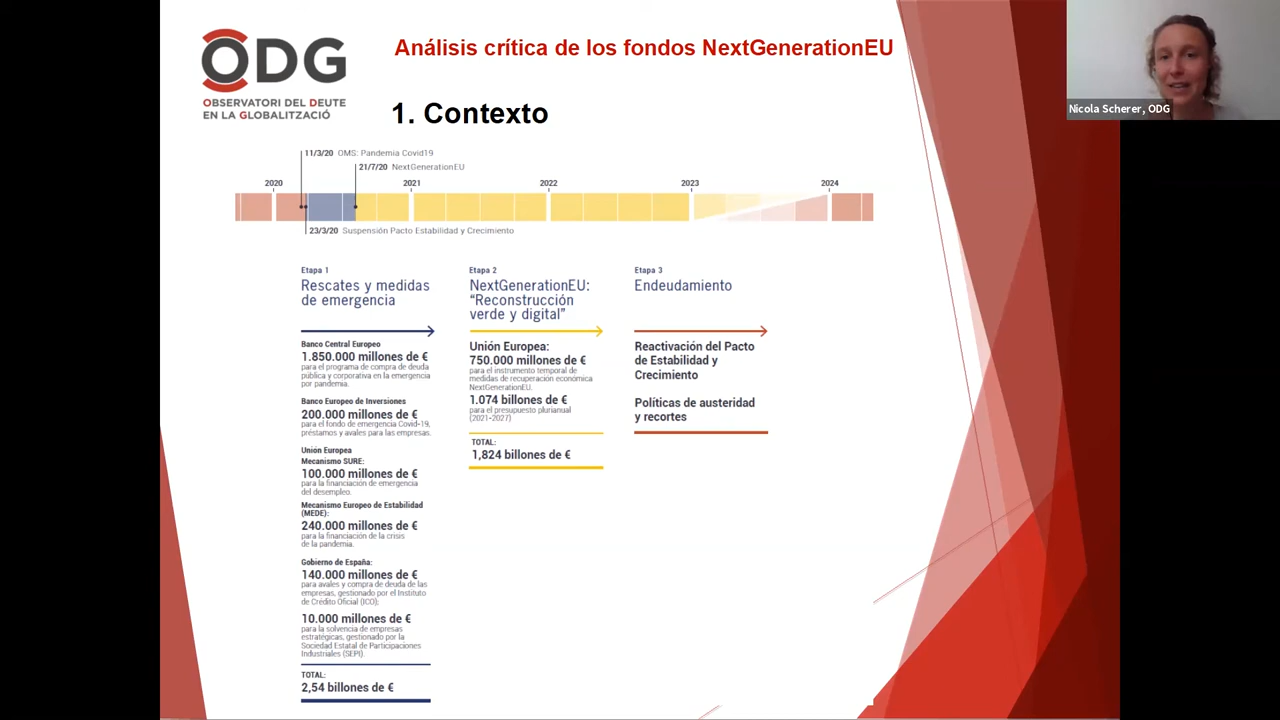 ODG
OBSERVATORI DEL DEUTE
EN LA GLOBALITZACIÓ
Análisis crítica de los fondos NextGenerationEU
1. Contexto
Nicola Scherer, ODG
11/3/20 OMS: Pandemia Covid19
21/7/20 NextGenerationEU
2020 2021 2022 2023 2024
23/3/20 Suspensión Pacto Estabilidad y Crecimiento
Etapa 1
Rescates y medidas
de emergencia
Banco Central Europeo
1.850.000 millones de €
para el programa de compra de deuda
pública y corporativa en la emergencia
por pandemia.
Banco Europeo de Inversiones
200.000 millones de €
para el fondo de emergencia Covid-19,
préstamos y avales para las empresas.
Unión Europea
Mecanismo SURE:
100.000 millones de €
para la financiación de emergencia
del desempleo.
Mecanismo Europeo de Estabilidad
(MEDE):
240.000 millones de €
para la financiación de la crisis
de la pandemia.
Gobierno de España:
140.000 millones de €
para avales y compra de deuda de las
empresas, gestionado por el Instituto
de Crédito Oficial (ICO);
10.000 millones de €
para la solvencia de empresas
estratégicas, gestionado por la
Sociedad Estatal de Participaciones
Industriales (SEPI).
TOTAL:
2,54 billones de €
Etapa 2
NextGenerationEU:
“Reconstrucción
verde y digital”
Unión Europea:
750.000 millones de €
para el instrumento temporal de
medidas de recuperación económica
NextGenerationEU.
1.074 billones de €
para el presupuesto plurianual
(2021-2027)
TOTAL:
1,824 billones de €
Etapa 3
Endeudamiento
Reactivación del Pacto
de Estabilidad y
Crecimiento
Políticas de austeridad
y recortes